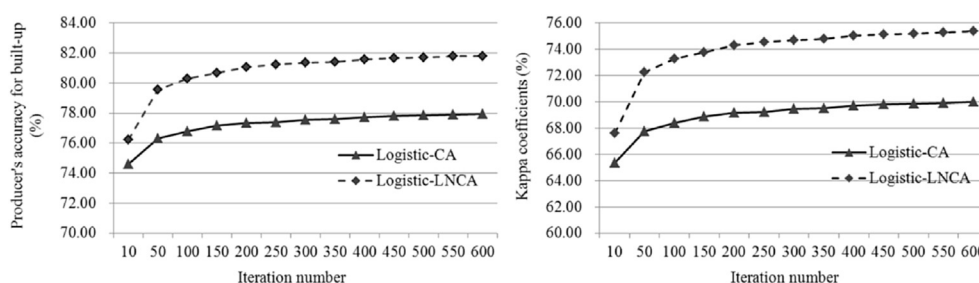 Producer's accuracy for built-up
(%)
84.00
82.00
80.00
78.00
76.00
74.00
72.00
70.00
Logistic-CA
Logistic-LNCA
10 50 100 150 200 250 300 350 400 450 500 550 600
Iteration number
Kappa coefficients (%)
76.00
74.00
72.00
70.00
68.00
66.00
64.00
62.00
60.00
Logistic-CA
Logistic-LNCA
10 50 100 150 200 250 300 350 400 450 500 550 600
Iteration number